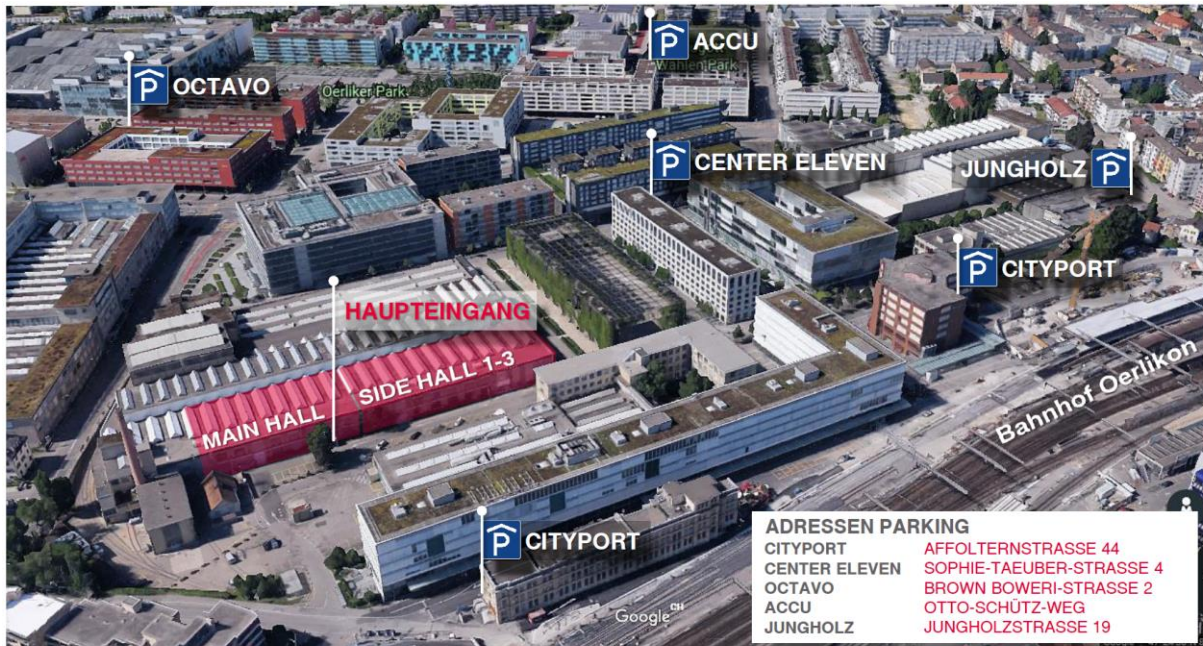 P ACCU
Wahlen Park
P OCTAVO
Oerliker Park
P CENTER ELEVEN
JUNGHOLZ P
P CITYPORT
HAUPTEINGANG
SIDE HALL 1-3
MAIN HALL
Bahnhof Oerlikon
P CITYPORT
Google CH
ADRESSEN PARKING
CITYPORT AFFOLTERNSTRASSE 44
CENTER ELEVEN SOPHIE-TAEUBER-STRASSE 4
OCTAVO BROWN BOWERI-STRASSE 2
ACCU OTTO-SCHÜTZ-WEG
JUNGHOLZ JUNGHOLZSTRASSE 19